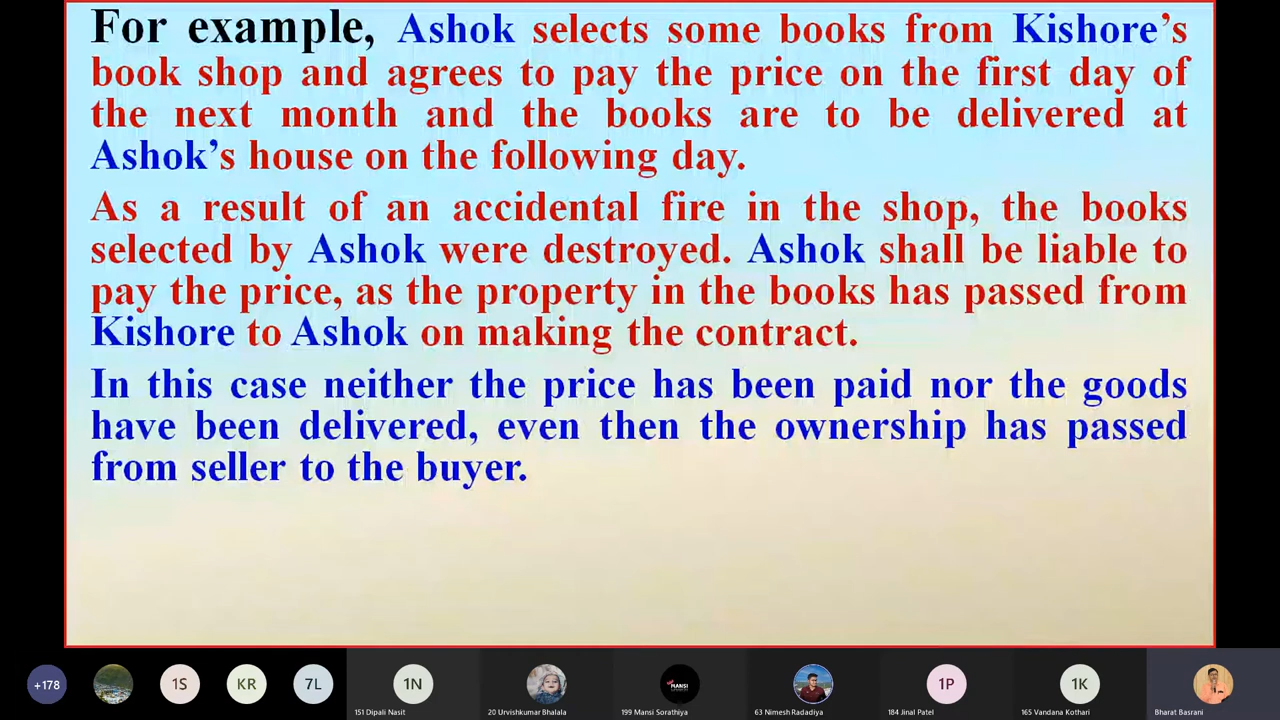 For example, Ashok selects some books from Kishore's
book shop and agrees to pay the price on the first day of
the next month and the books are to be delivered at
Ashok's house on the following day.
As a result of an accidental fire in the shop, the books
selected by Ashok were destroyed. Ashok shall be liable to
pay the price, as the property in the books has passed from
Kishore to Ashok on making the contract.
In this case neither the price has been paid nor the goods
have been delivered, even then the ownership has passed
from seller to the buyer.
+178 1S KR 7L 1N MANSI 1P 1K
151 Dipali Nasit 20 Urvishkumar Bhalala 199 Mansi Sorathiya 63 Nimesh Radadiya 184 Jinal Patel 165 Vandana Kothari Bharat Basrani